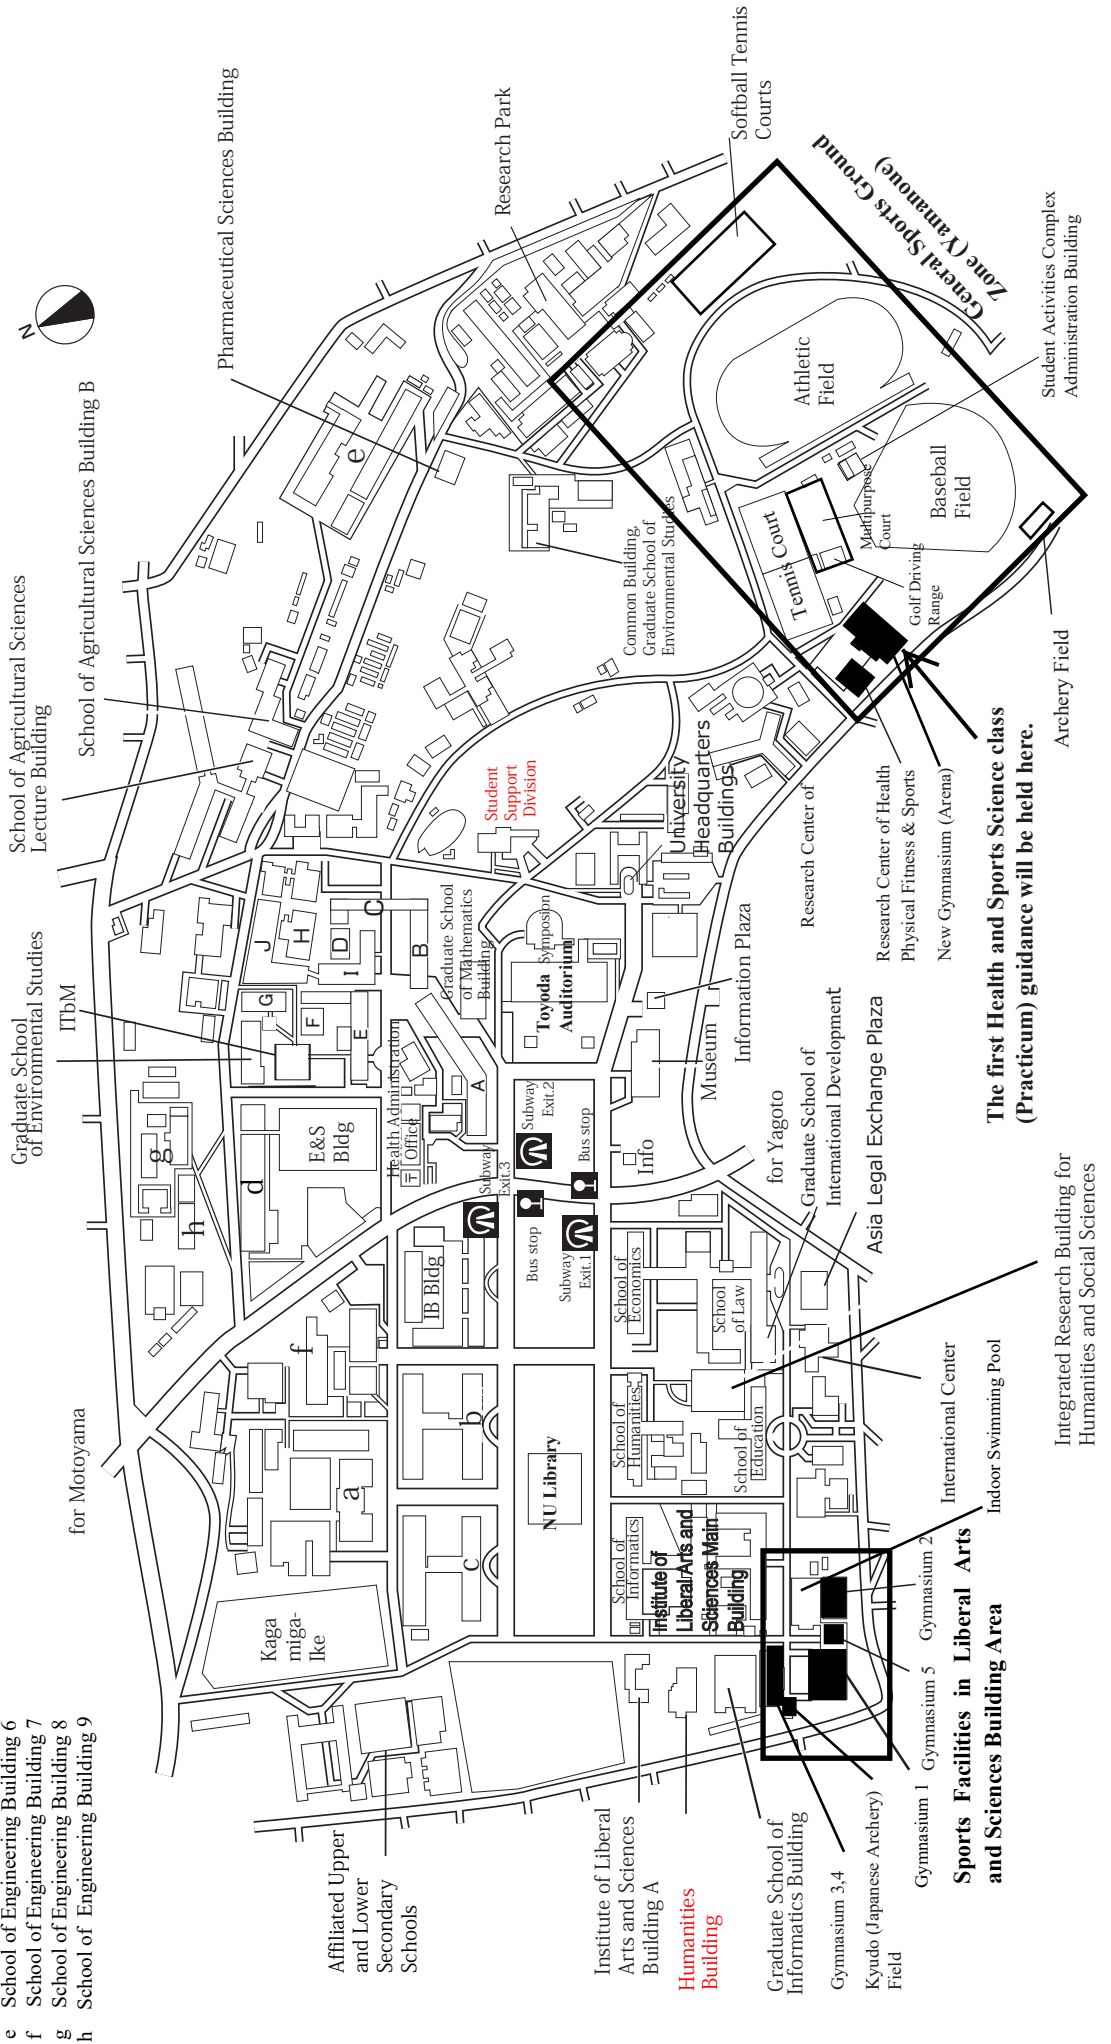 e School of Engineering Building 6
f School of Engineering Building 7
g School of Engineering Building 8
h School of Engineering Building 9
N
for Motoyama
Graduate School
of Environmental Studies
ITbM
School of Agricultural Sciences
Lecture Building
School of Agricultural Sciences Building B
Pharmaceutical Sciences Building
Research Park
Softball Tennis
Courts
General Sports Ground
Zone (Yamanoue)
Student Activities Complex
Administration Building
Athletic
Field
Baseball
Field
Multipurpose
Court
Tennis Court
Golf Driving
Range
Archery Field
Common Building,
Graduate School of
Environmental Studies
e
g
h
d
f
a
b
c
A
B
C
D
E
F
G
H
I
J
E&S
Bldg
Health Administration
Office
IB Bldg
Graduate School
of Mathematics
Building
Student
Support
Division
Symposion
Toyoda
Auditorium
University
Headquarters
Buildings
Subway
Exit.3
Subway
Exit.2
Subway
Exit.1
Bus stop
Bus stop
Info
Museum
Information Plaza
Research Center of
Research Center of Health
Physical Fitness & Sport
New Gymnasium (Arena)
The first Health and Sports Science class
(Practicum) guidance will be held here.
for Yagoto
Graduate School of
International Development
Asia Legal Exchange Plaza
Integrated Research Building for
Humanities and Social Sciences
School of
Economics
School
of Law
School of
Humanities
School of
Education
School of
Informatics
Institute of
Liberal Arts and
Sciences Main
Building
NU Library
Kaga
miga-
Ike
International Center
Indoor Swimming Pool
Gymnasium 2
Gymnasium 5
Gymnasium 1
Sports Facilities in Liberal Arts
and Sciences Building Area
Affiliated Upper
and Lower
Secondary
Schools
Institute of Liberal
Arts and Sciences
Building A
Humanities
Building
Graduate School of
Informatics Building
Gymnasium 3,4
Kyudo (Japanese Archery)
Field